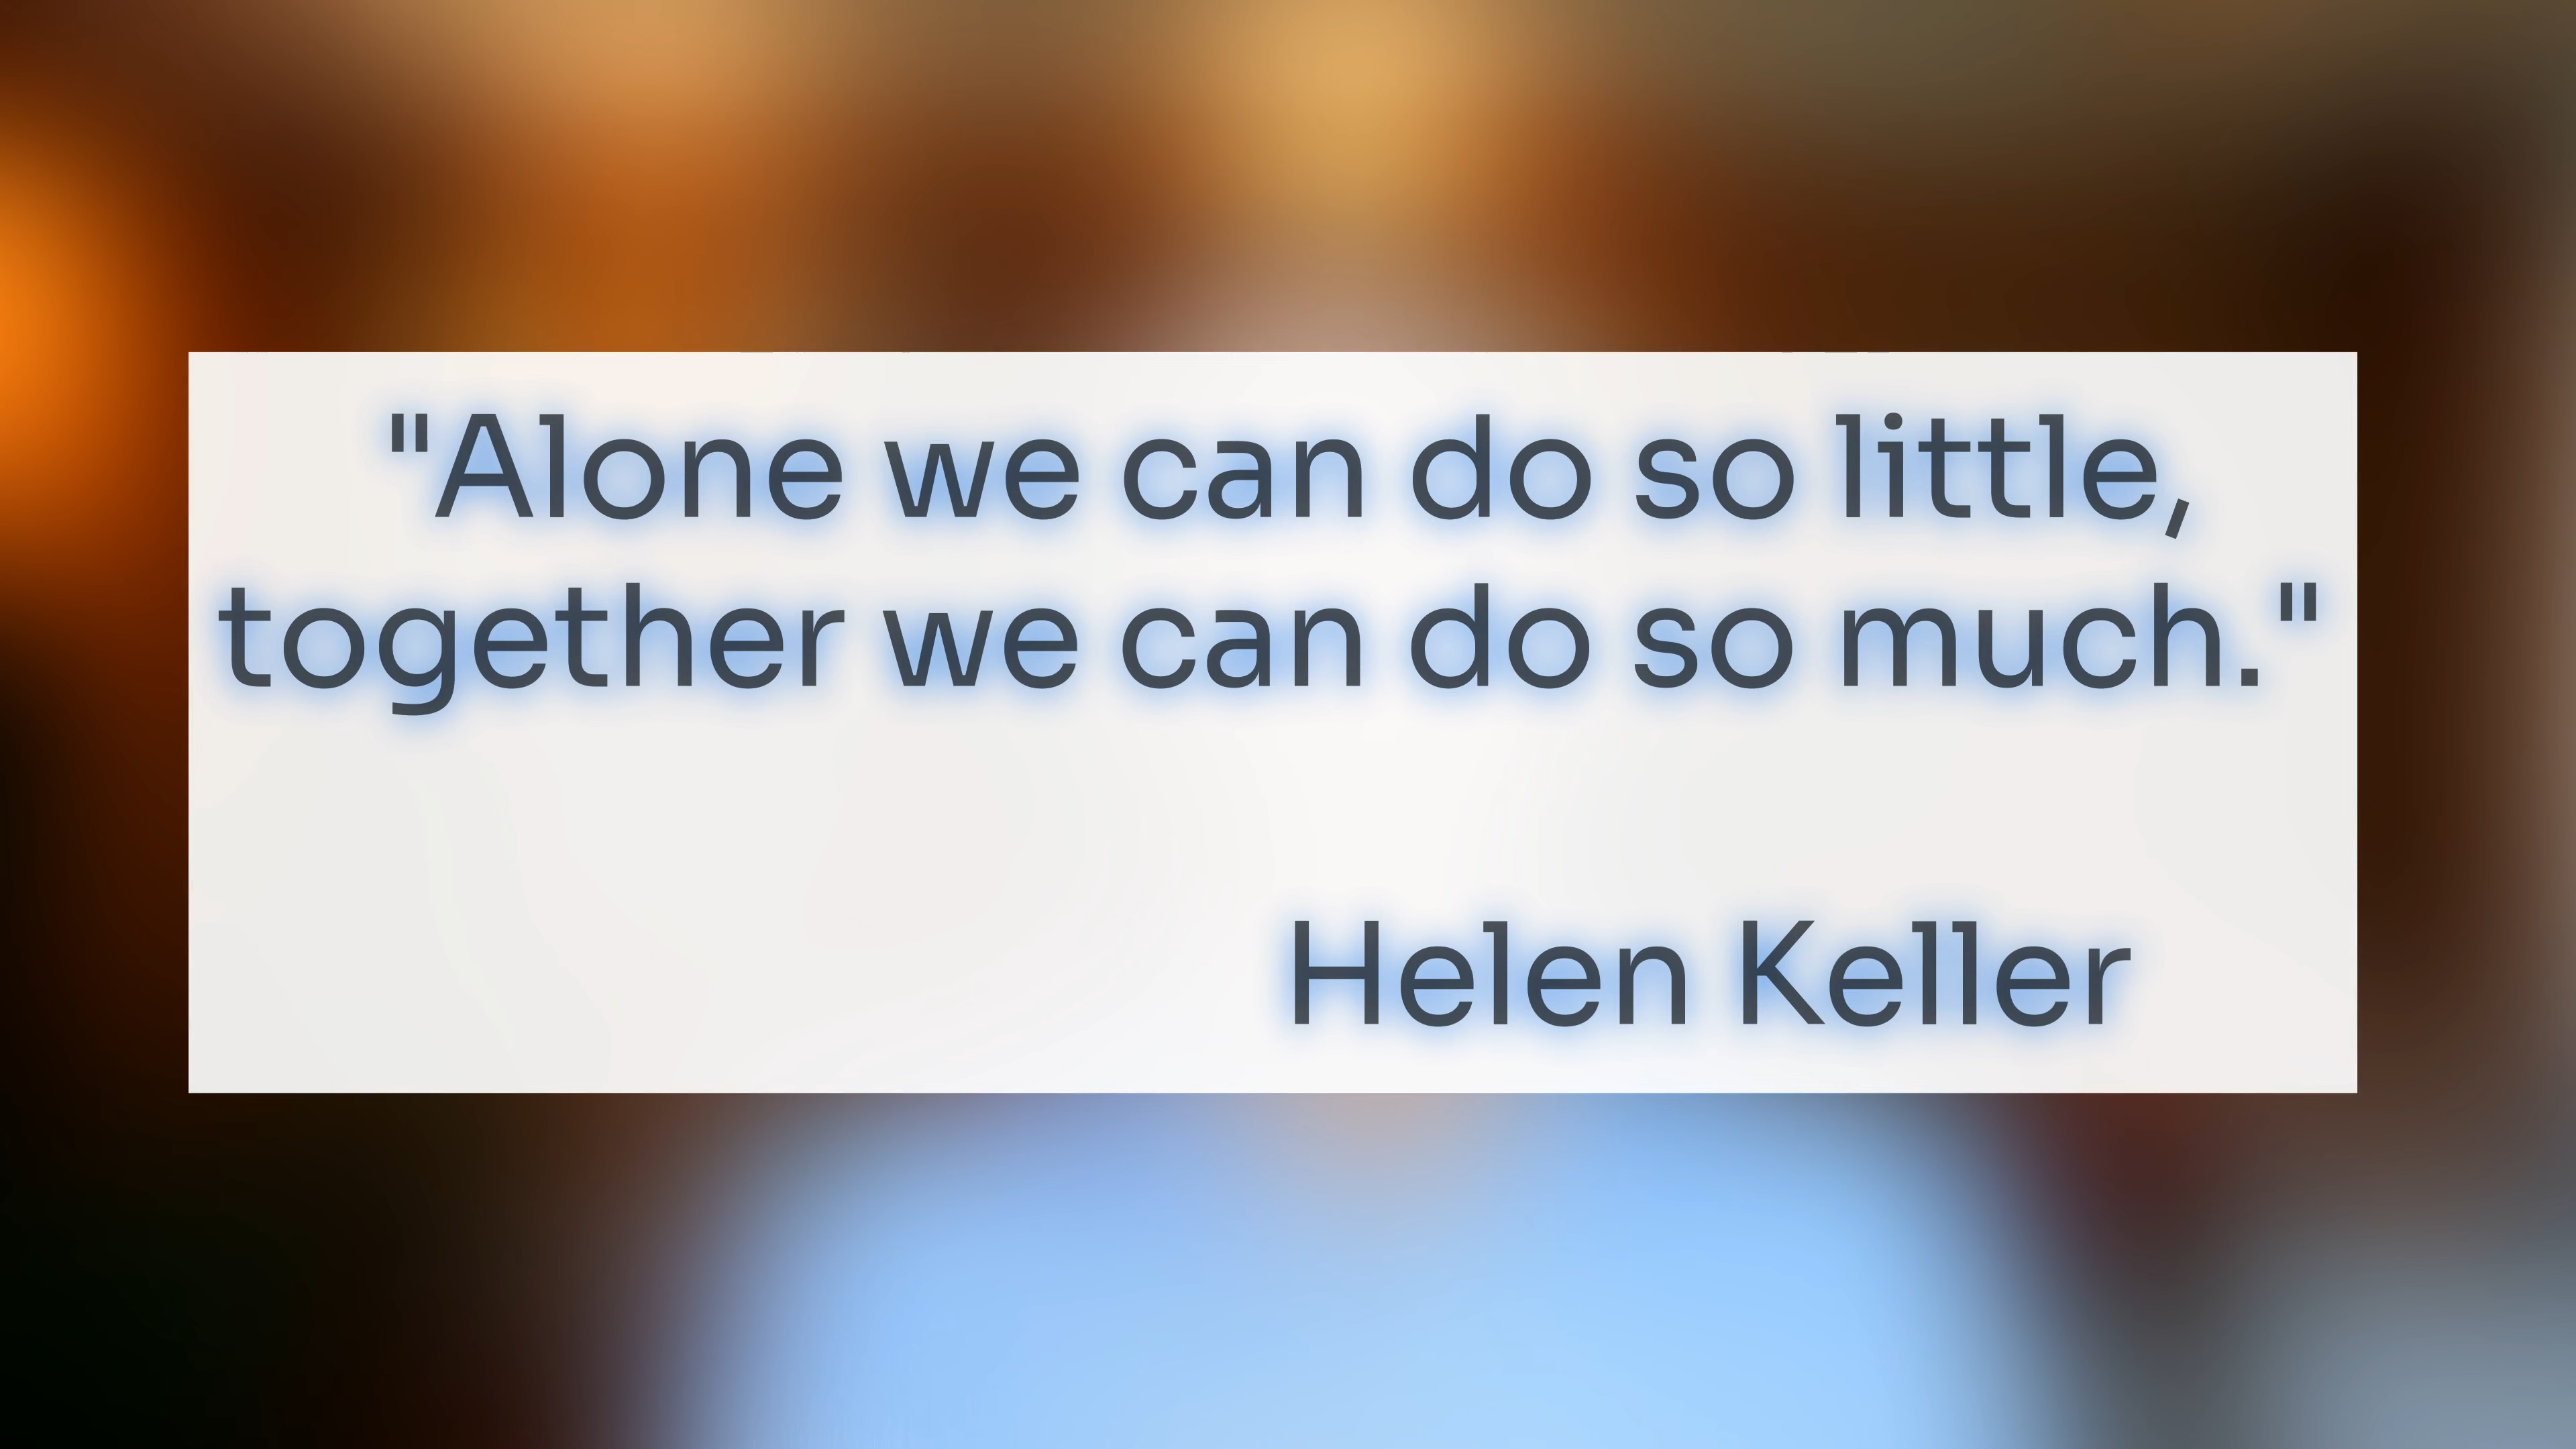 "Alone we can do so little,
together we can do so much."
Helen Keller